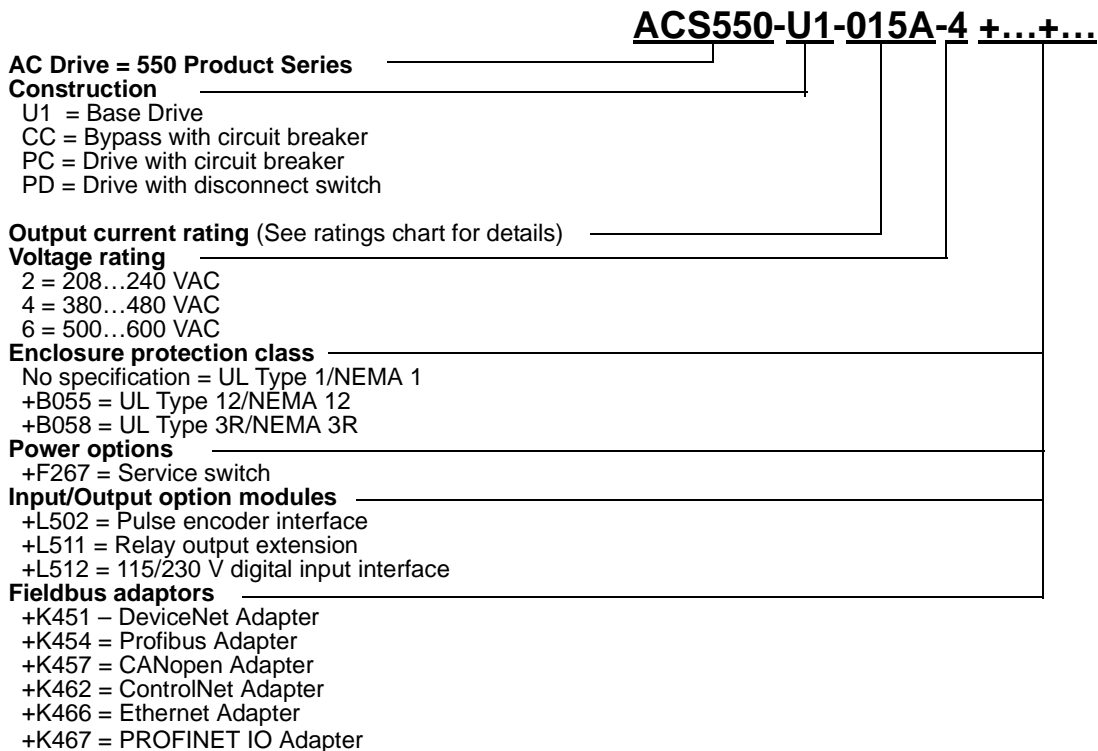 ACS550-U1-015A-4 +…+…
AC Drive = 550 Product Series
Construction
U1 = Base Drive
CC = Bypass with circuit breaker
PC = Drive with circuit breaker
PD = Drive with disconnect switch
Output current rating (See ratings chart for details)
Voltage rating
2 = 208…240 VAC
4 = 380…480 VAC
6 = 500…600 VAC
Enclosure protection class
No specification = UL Type 1/NEMA 1
+B055 = UL Type 12/NEMA 12
+B058 = UL Type 3R/NEMA 3R
Power options
+F267 = Service switch
Input/Output option modules
+L502 = Pulse encoder interface
+L511 = Relay output extension
+L512 = 115/230 V digital input interface
Fieldbus adaptors
+K451 – DeviceNet Adapter
+K454 = Profibus Adapter
+K457 = CANopen Adapter
+K462 = ControlNet Adapter
+K466 = Ethernet Adapter
+K467 = PROFINET IO Adapter